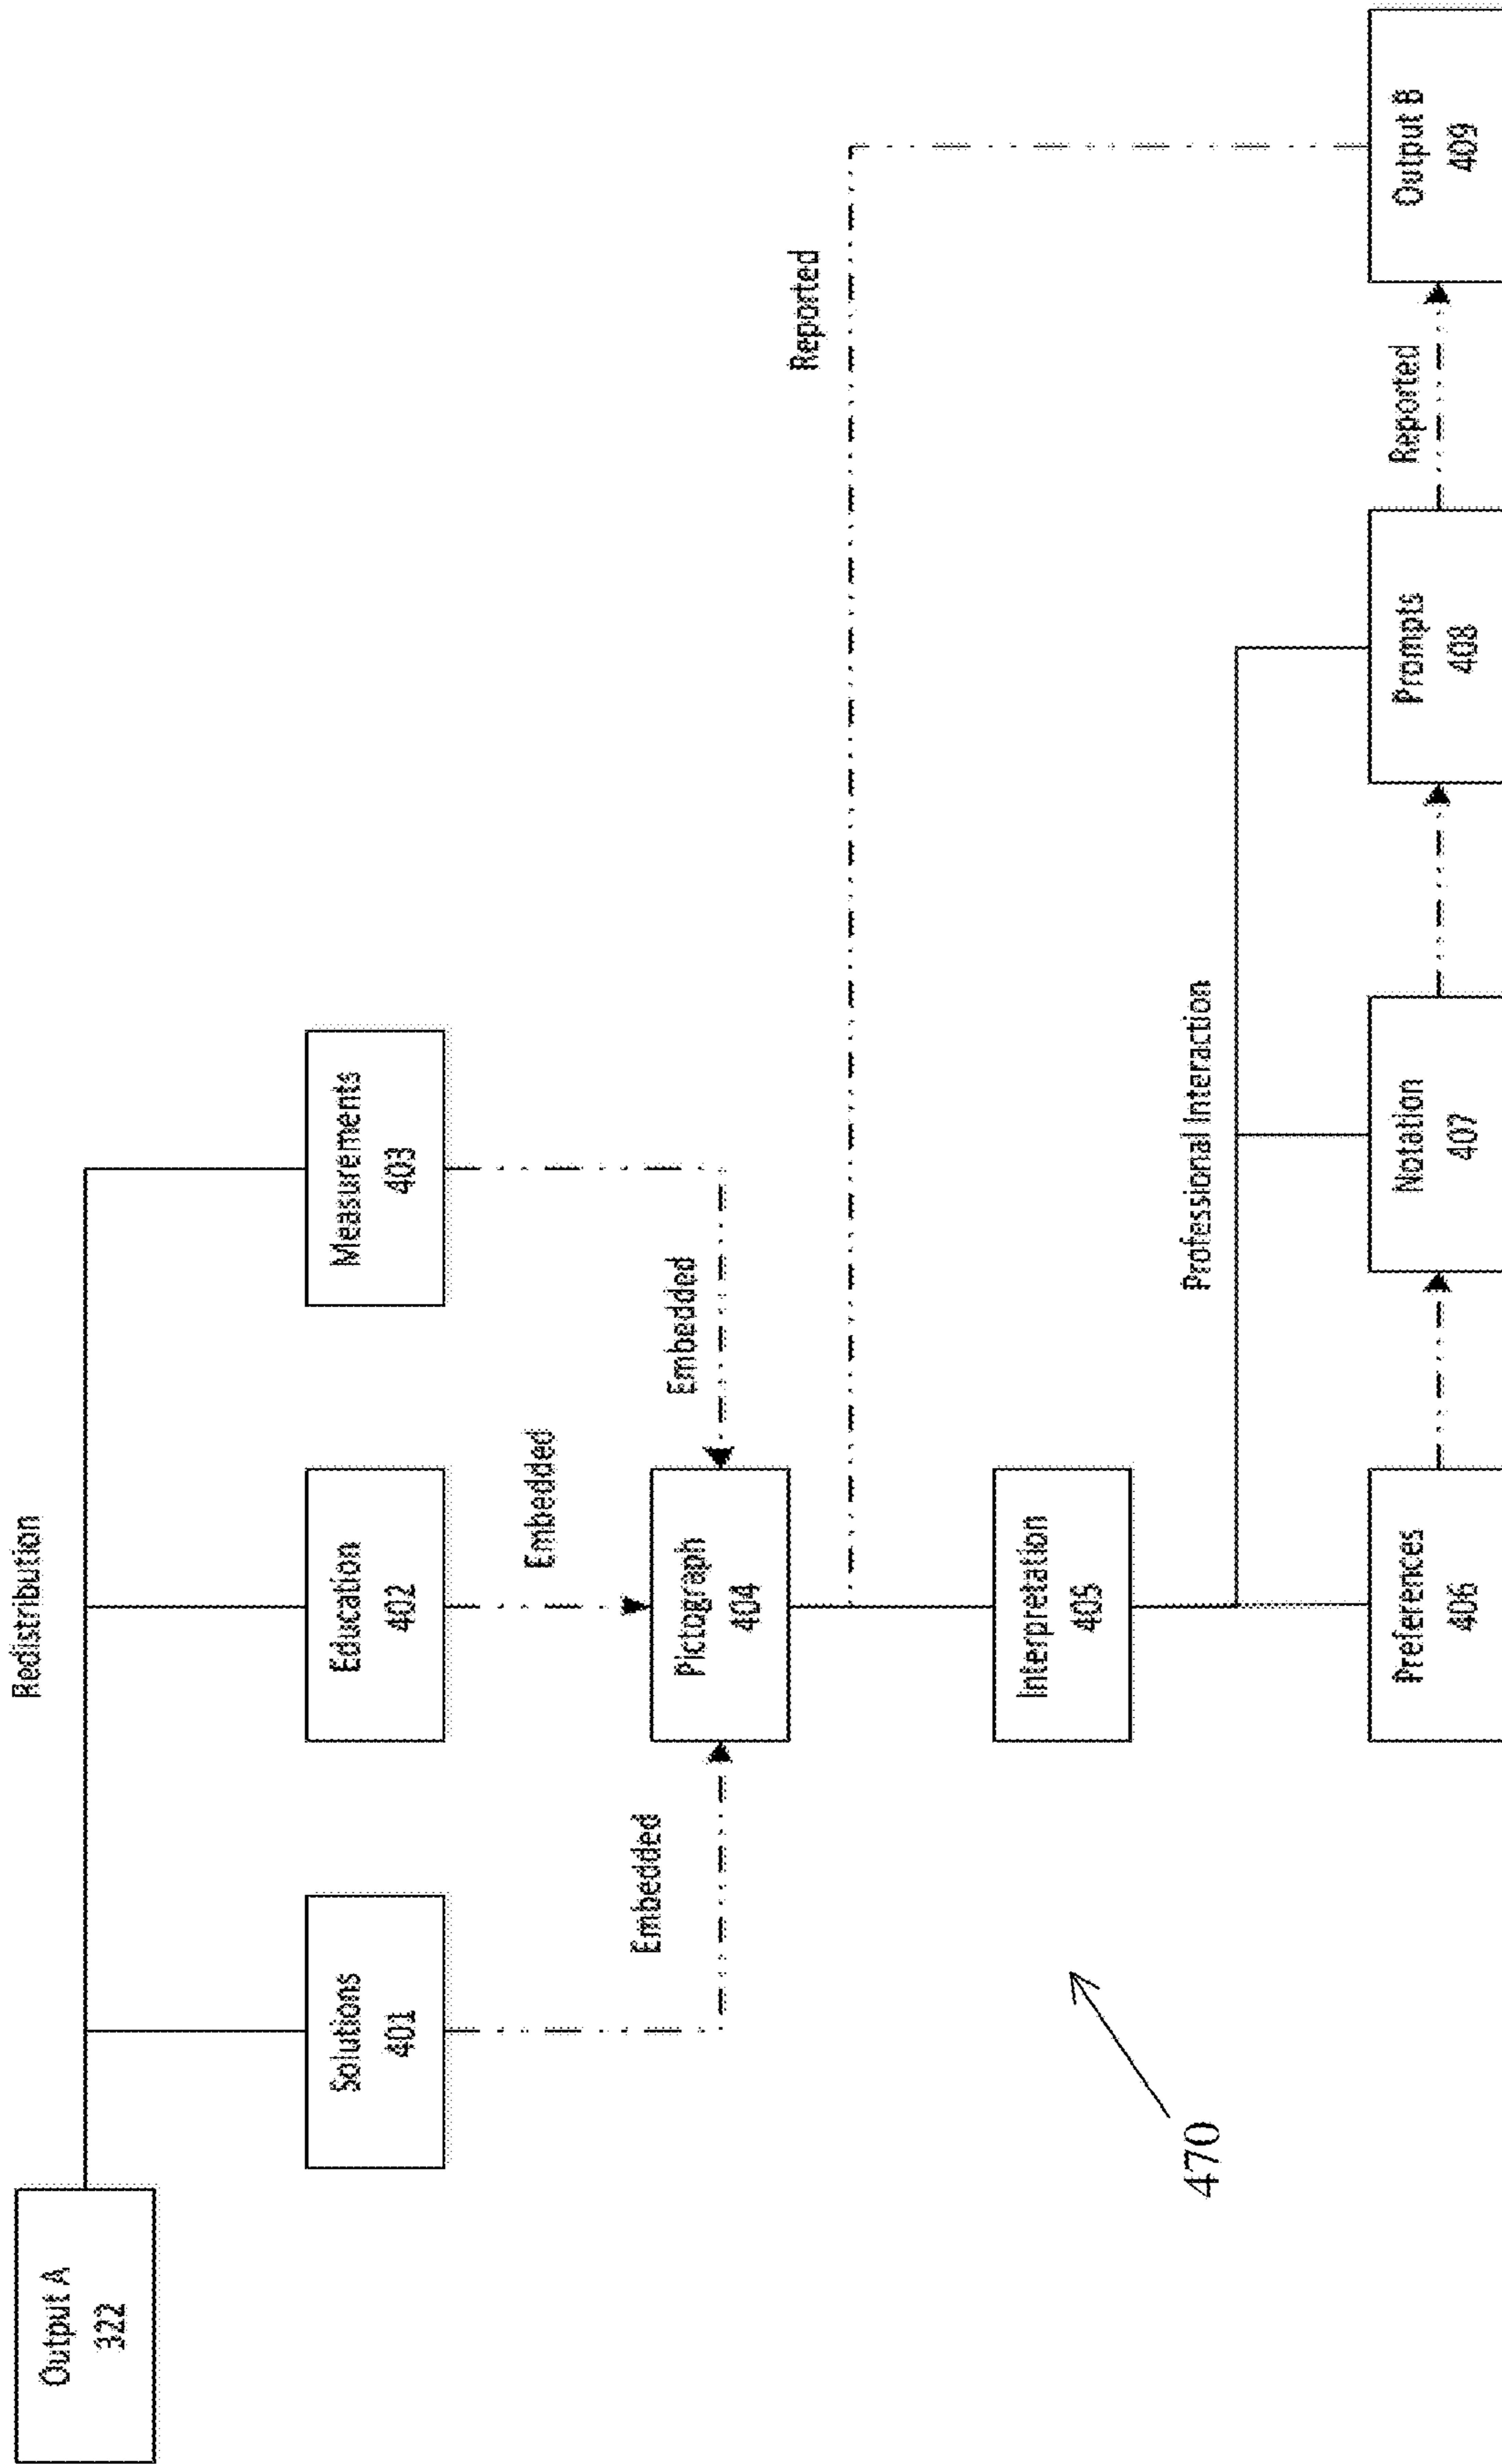 Output A
322
Redistribution
Solutions
401
Education
402
Measurements
403
Embedded
Embedded
Embedded
Pictograph
404
Reported
Interpretation
405
Professional Interaction
470
Preferences
406
Notation
407
Prompts
408
Reported
Output B
409